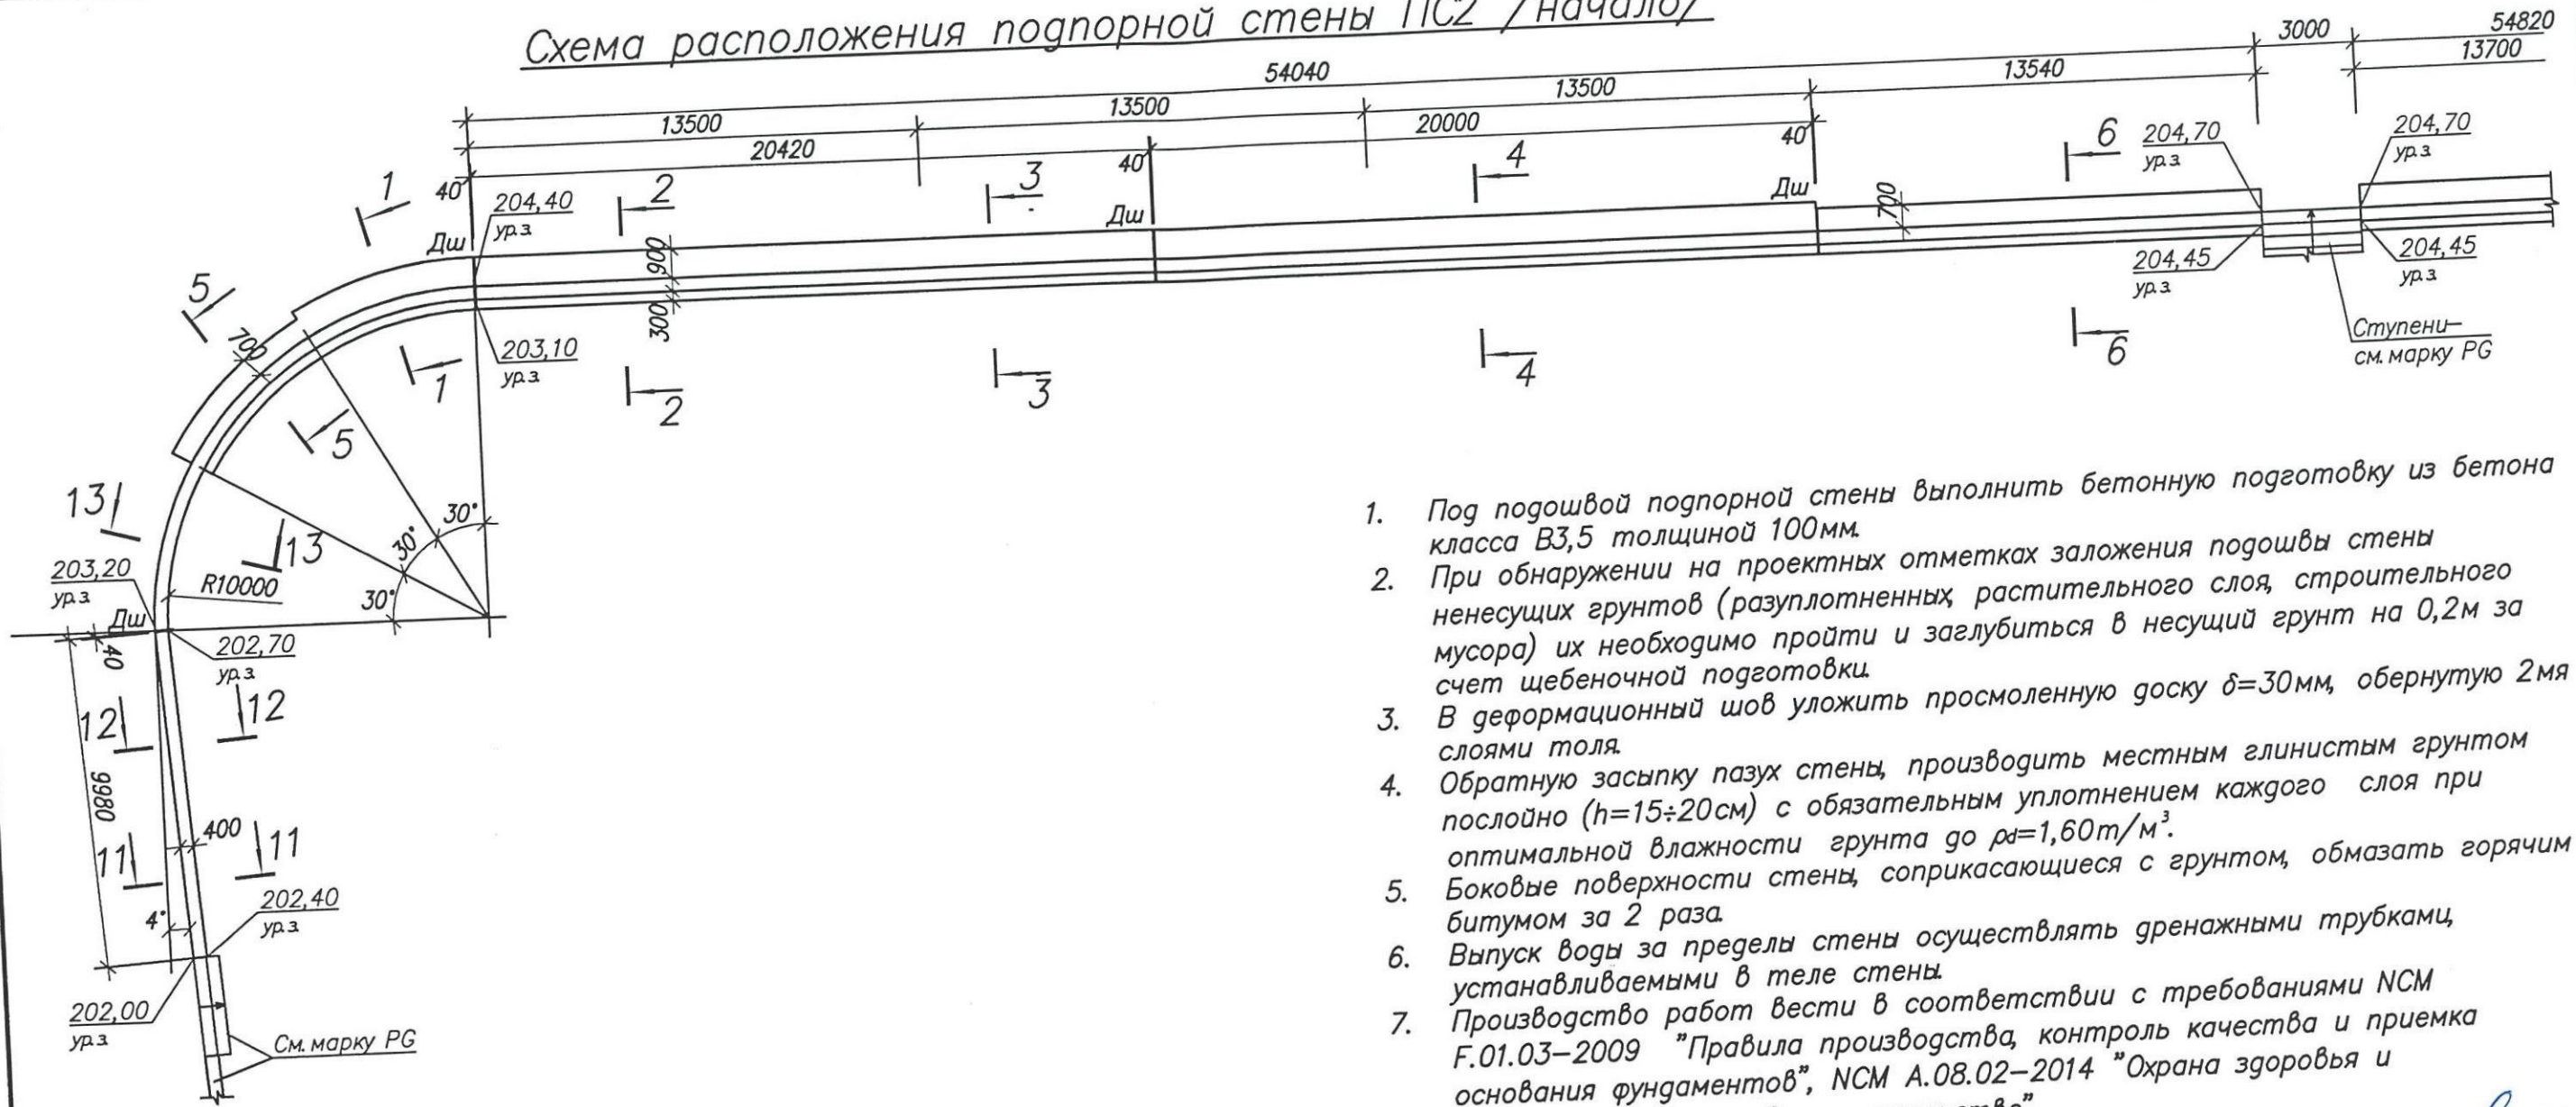 Схема расположения подпорной стены ПС2 /начало/
3000
54820
13700
54040
13540
13500
13500
13500
20420
20000
40
40
40
1
2
3
4
6
204,70
ур.з.
204,70
ур.з.
204,40
ур.з.
Дш
Дш
Дш
900
300
700
204,45
ур.з.
204,45
ур.з.
Ступени-
см. марку PG
5
700
203,10
ур.з.
1
2
3
4
6
5
13
13
30°
30°
30°
203,20
ур.з.
R10000
Дш
202,70
ур.з.
40
12
12
9980
400
11
11
4°
202,40
ур.з.
202,00
ур.з.
См. марку PG
1. Под подошвой подпорной стены выполнить бетонную подготовку из бетона
класса В3,5 толщиной 100мм.
2. При обнаружении на проектных отметках заложения подошвы стены
ненесущих грунтов (разуплотненных, растительного слоя, строительного
мусора) их необходимо пройти и заглубиться в несущий грунт на 0,2м за
счет щебеночной подготовки.
3. В деформационный шов уложить просмоленную доску δ=30мм, обернутую 2мя
слоями толя.
4. Обратную засыпку пазух стены, производить местным глинистым грунтом
послойно (h=15÷20см) с обязательным уплотнением каждого слоя при
оптимальной влажности грунта до ρd=1,60т/м³.
5. Боковые поверхности стены, соприкасающиеся с грунтом, обмазать горячим
битумом за 2 раза.
6. Выпуск воды за пределы стены осуществлять дренажными трубками,
устанавливаемыми в теле стены.
7. Производство работ вести в соответствии с требованиями NCM
F.01.03-2009 "Правила производства, контроль качества и приемка
основания фундаментов", NCM A.08.02-2014 "Охрана здоровья и